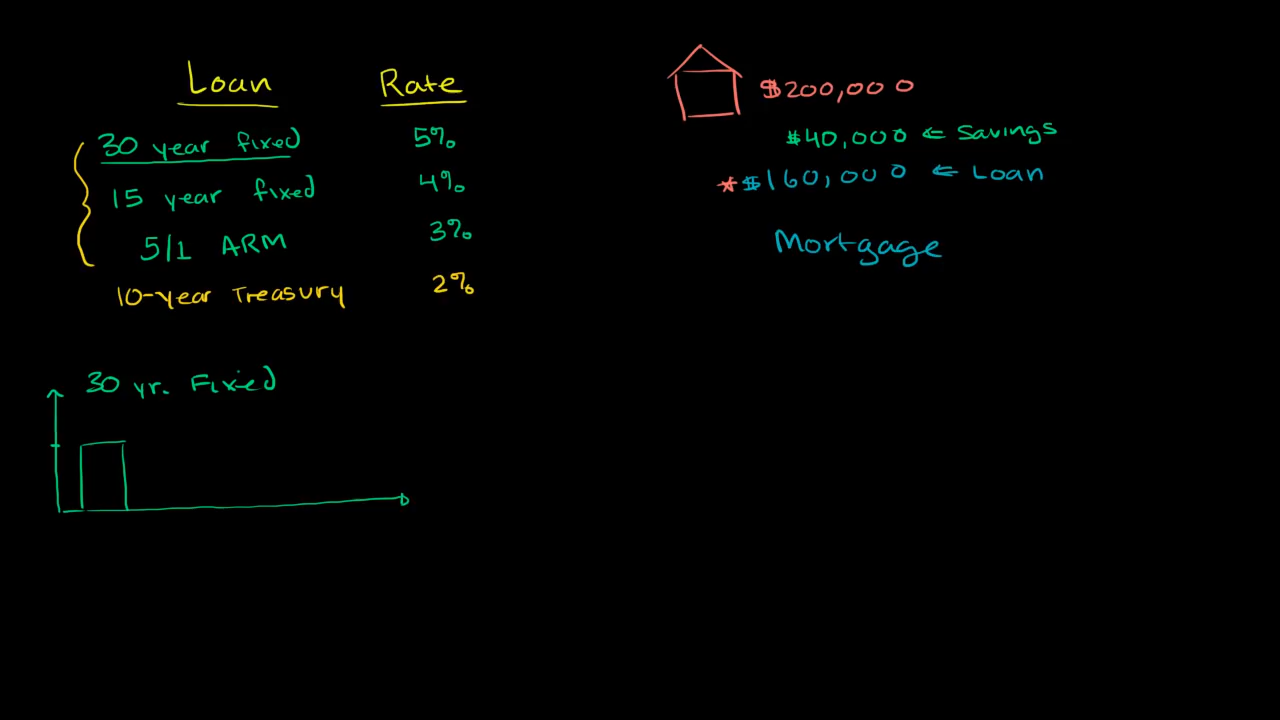 Loan Rate
30 year fixed 5%
15 year fixed 4%
5/1 ARM 3%
10-year Treasury 2%
$200,000
$40,000 ← Savings
*$160,000 ← Loan
Mortgage
30 yr. Fixied